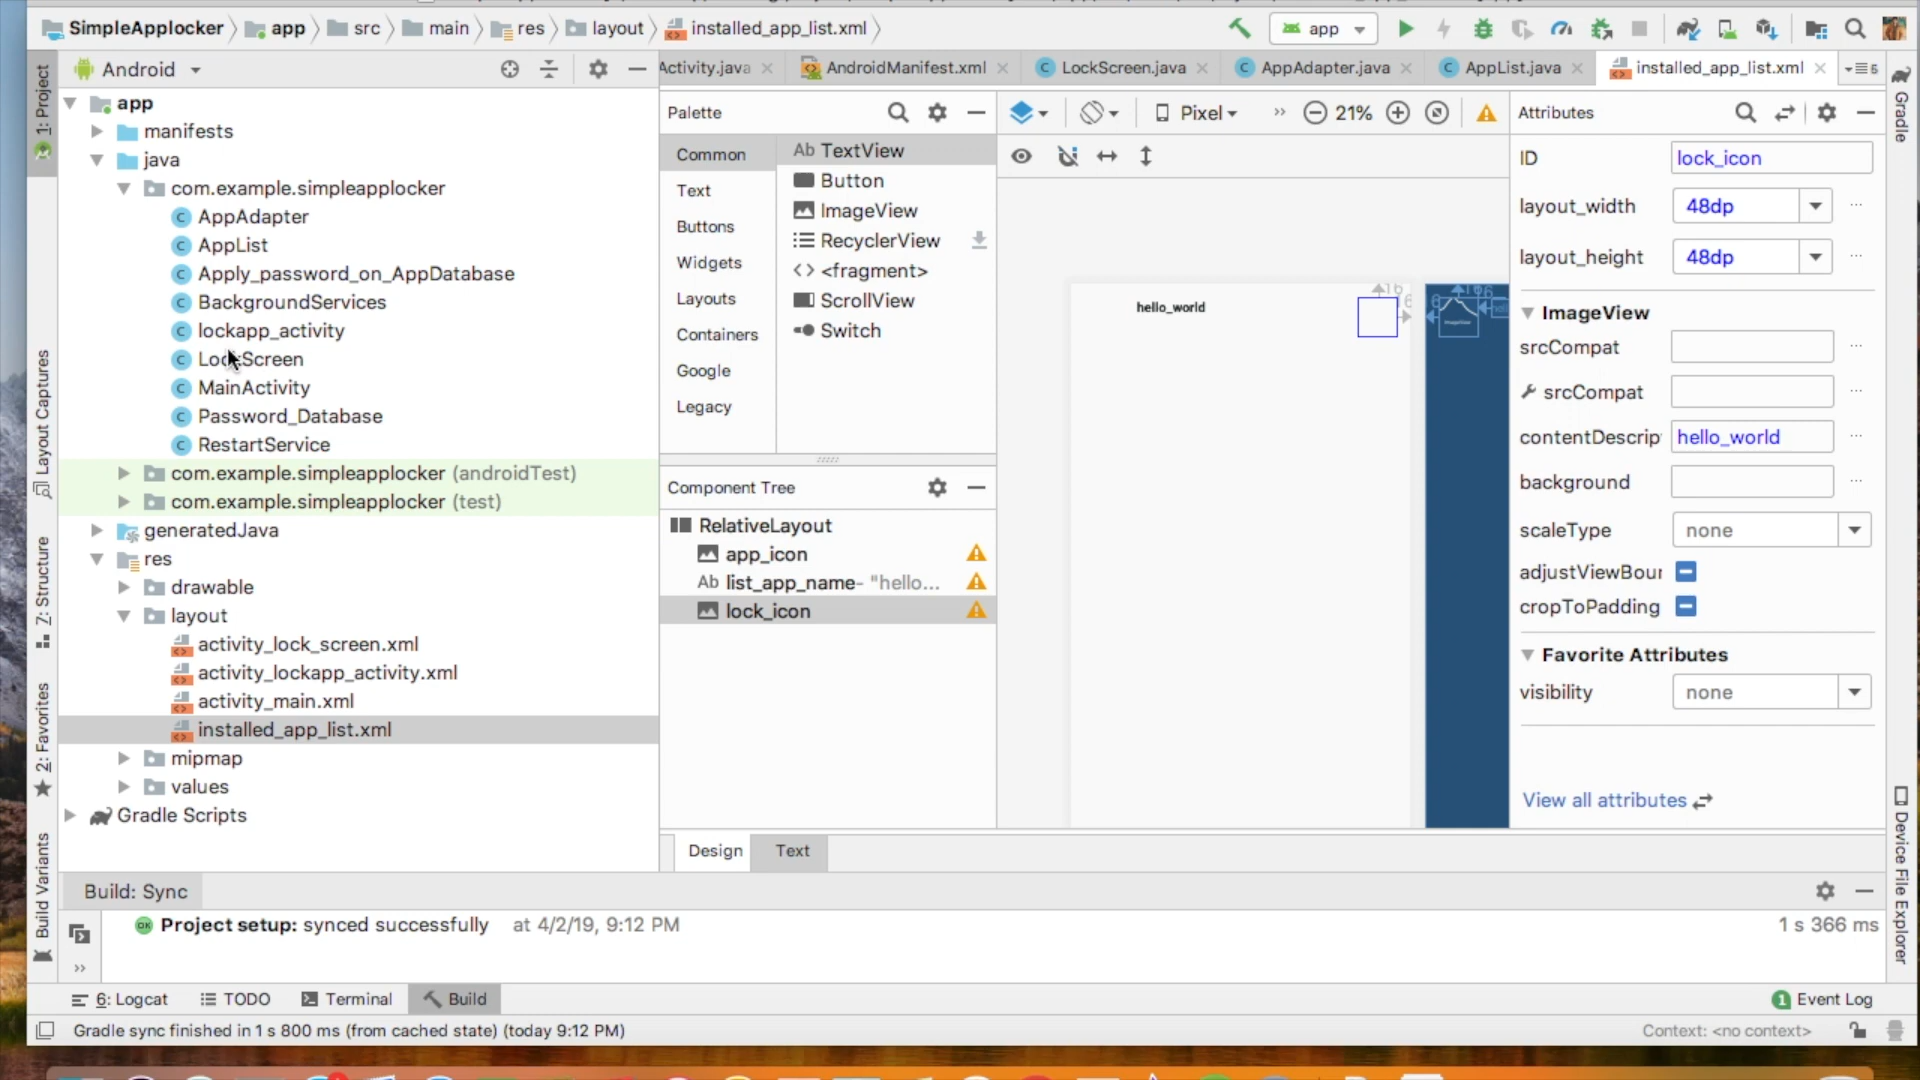 SimpleApplocker app src main res layout installed_app_list.xml app
Android
Activity.java AndroidManifest.xml LockScreen.java AppAdapter.java AppList.java installed_app_list.xml 5
1: Project
Layout Captures
7: Structure
2: Favorites
Build Variants
app
manifests
java
com.example.simpleapplocker
AppAdapter
AppList
Apply_password_on_AppDatabase
BackgroundServices
lockapp_activity
LockScreen
MainActivity
Password_Database
RestartService
com.example.simpleapplocker (androidTest)
com.example.simpleapplocker (test)
generatedJava
res
drawable
layout
activity_lock_screen.xml
activity_lockapp_activity.xml
activity_main.xml
installed_app_list.xml
mipmap
values
Gradle Scripts
Palette
Common
Text
Buttons
Widgets
Layouts
Containers
Google
Legacy
Ab TextView
Button
ImageView
RecyclerView
<> <fragment>
ScrollView
Switch
Component Tree
RelativeLayout
app_icon
Ab list_app_name- "hello...
lock_icon
Pixel 21%
hello_world
Design Text
Attributes
ID lock_icon
layout_width 48dp
layout_height 48dp
ImageView
srcCompat
srcCompat
contentDescrip hello_world
background
scaleType none
adjustViewBour
cropToPadding
Favorite Attributes
visibility none
View all attributes
Gradle
Device File Explorer
Build: Sync
OK Project setup: synced successfully at 4/2/19, 9:12 PM 1 s 366 ms
6: Logcat TODO Terminal Build 1 Event Log
Gradle sync finished in 1 s 800 ms (from cached state) (today 9:12 PM) Context: <no context>